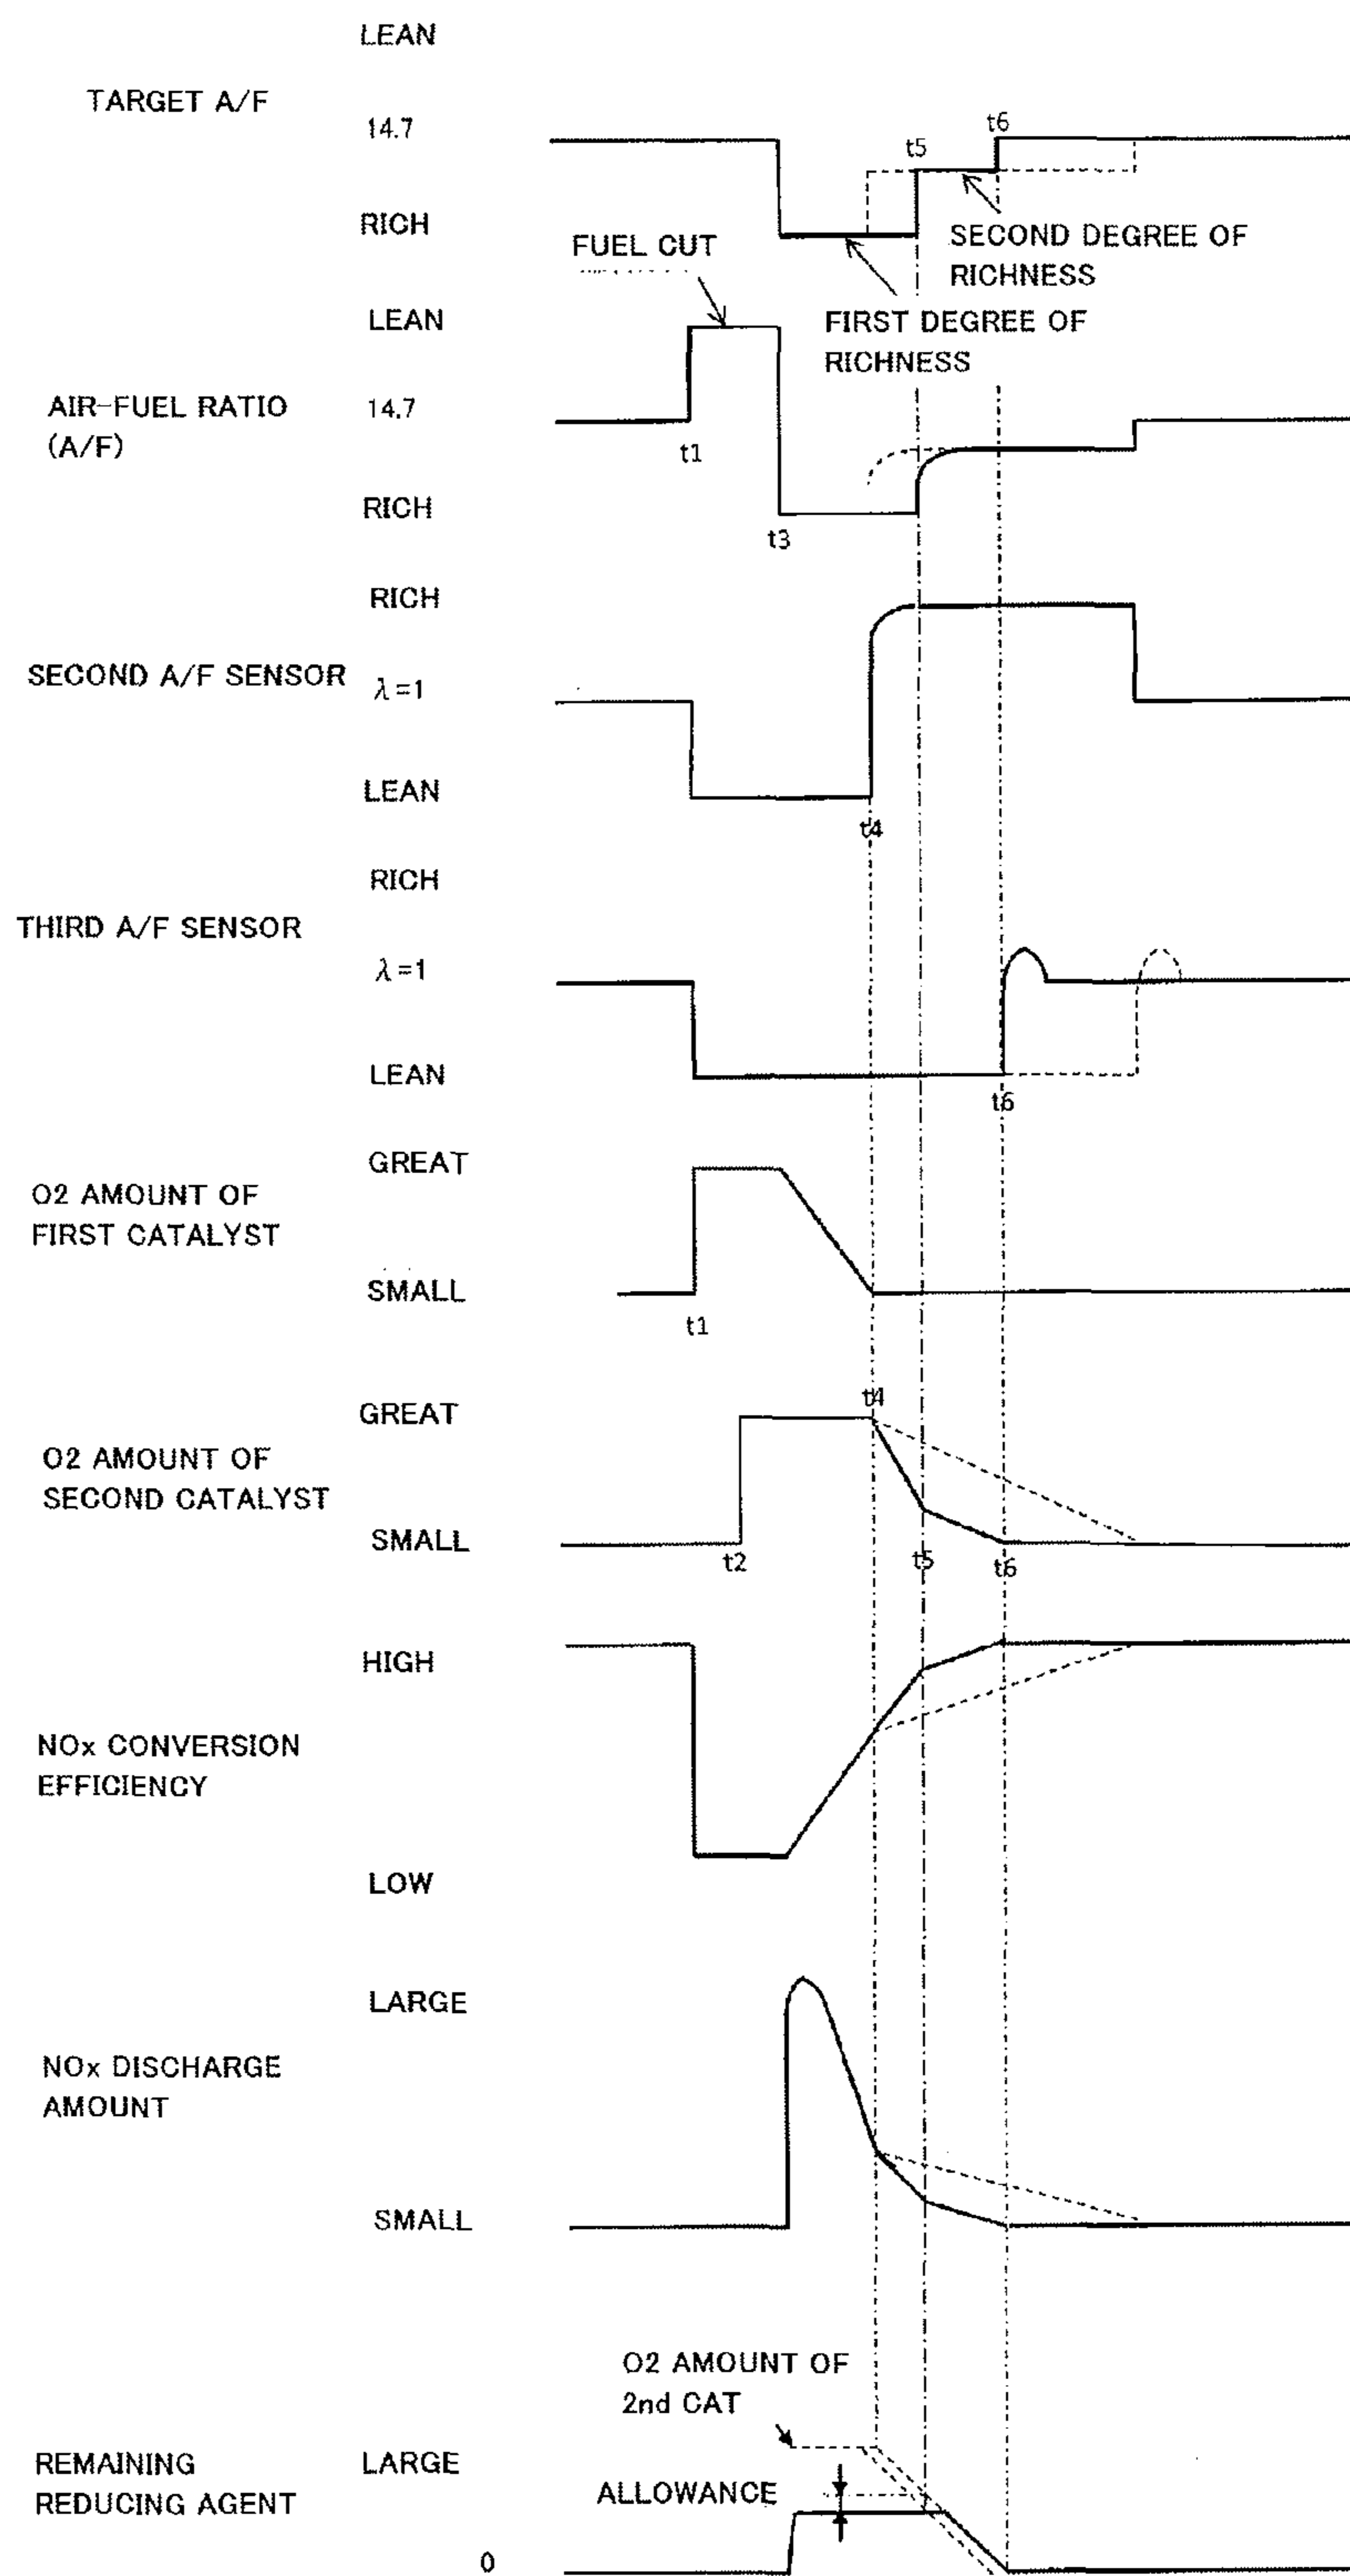 LEAN
TARGET A/F
14.7
t6
t5
RICH
FUEL CUT
SECOND DEGREE OF
RICHNESS
LEAN
FIRST DEGREE OF
RICHNESS
AIR-FUEL RATIO
(A/F)
14.7
t1
RICH
t3
RICH
SECOND A/F SENSOR
λ=1
LEAN
t4
RICH
THIRD A/F SENSOR
λ=1
LEAN
t6
GREAT
O2 AMOUNT OF
FIRST CATALYST
SMALL
t1
GREAT
t4
O2 AMOUNT OF
SECOND CATALYST
SMALL
t2
t5
t6
HIGH
NOx CONVERSION
EFFICIENCY
LOW
LARGE
NOx DISCHARGE
AMOUNT
SMALL
O2 AMOUNT OF
2nd CAT
REMAINING
REDUCING AGENT
LARGE
ALLOWANCE
0